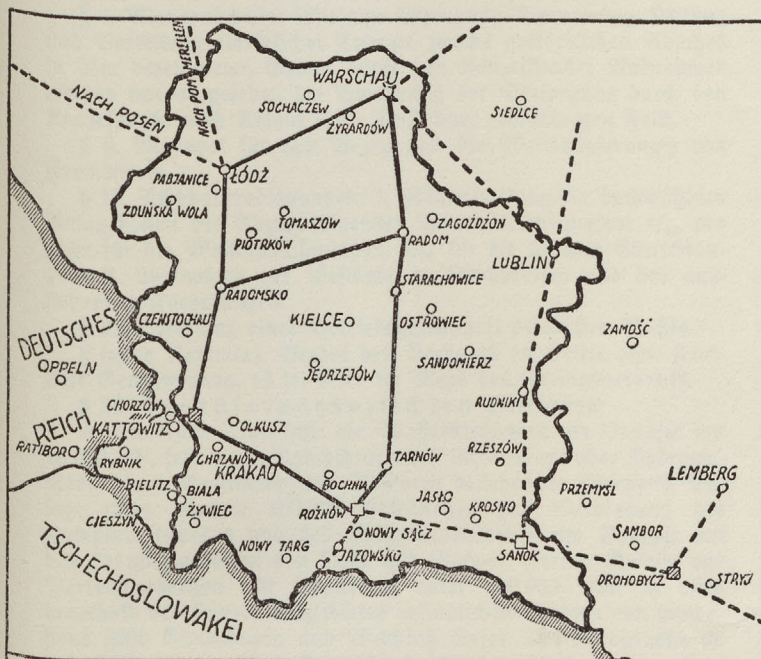 NACH POMMERELLEN
NACH POSEN
WARSCHAU
SOCHACZEW
ŻYRARDÓW
SIEDLCE
ŁÓDŹ
PABJANICE
ZDUŃSKA WOLA
TOMASZOW
PIOTRKÓW
ZAGOŻDŻON
RADOM
LUBLIN
RADOMSKO
STARACHOWICE
CZENSTOCHAU
KIELCE
OSTROWIEC
ZAMOŚĆ
DEUTSCHES
REICH
OPPELN
JĘDRZEJÓW
SANDOMIERZ
RUDNIKI
CHORZÓW
KATTOWITZ
OLKUSZ
RATIBOR
RYBNIK
CHRZANÓW
KRAKAU
TARNÓW
RZESZÓW
LEMBERG
BIELITZ
BIALA
BOCHNIA
PRZEMYŚL
CIESZYN
ŻYWIEC
ROŻNÓW
JASŁO
KROSNO
NOWY SĄCZ
SAMBOR
NOWY TARG
JAZOWSKO
SANOK
DROHOBYCZ
STRYJ
TSCHECHOSLOWAKEI